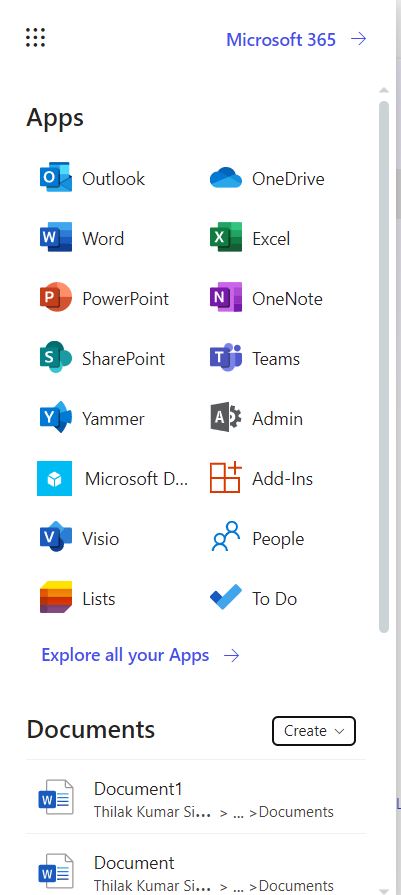 Microsoft 365 →
Apps
Outlook OneDrive
Word Excel
PowerPoint OneNote
SharePoint Teams
Yammer Admin
Microsoft D... Add-Ins
Visio People
Lists To Do
Explore all your Apps →
Documents Create
Document1
Thilak Kumar Si... > ... >Documents
Document
Thilak Kumar Si... > ... >Documents